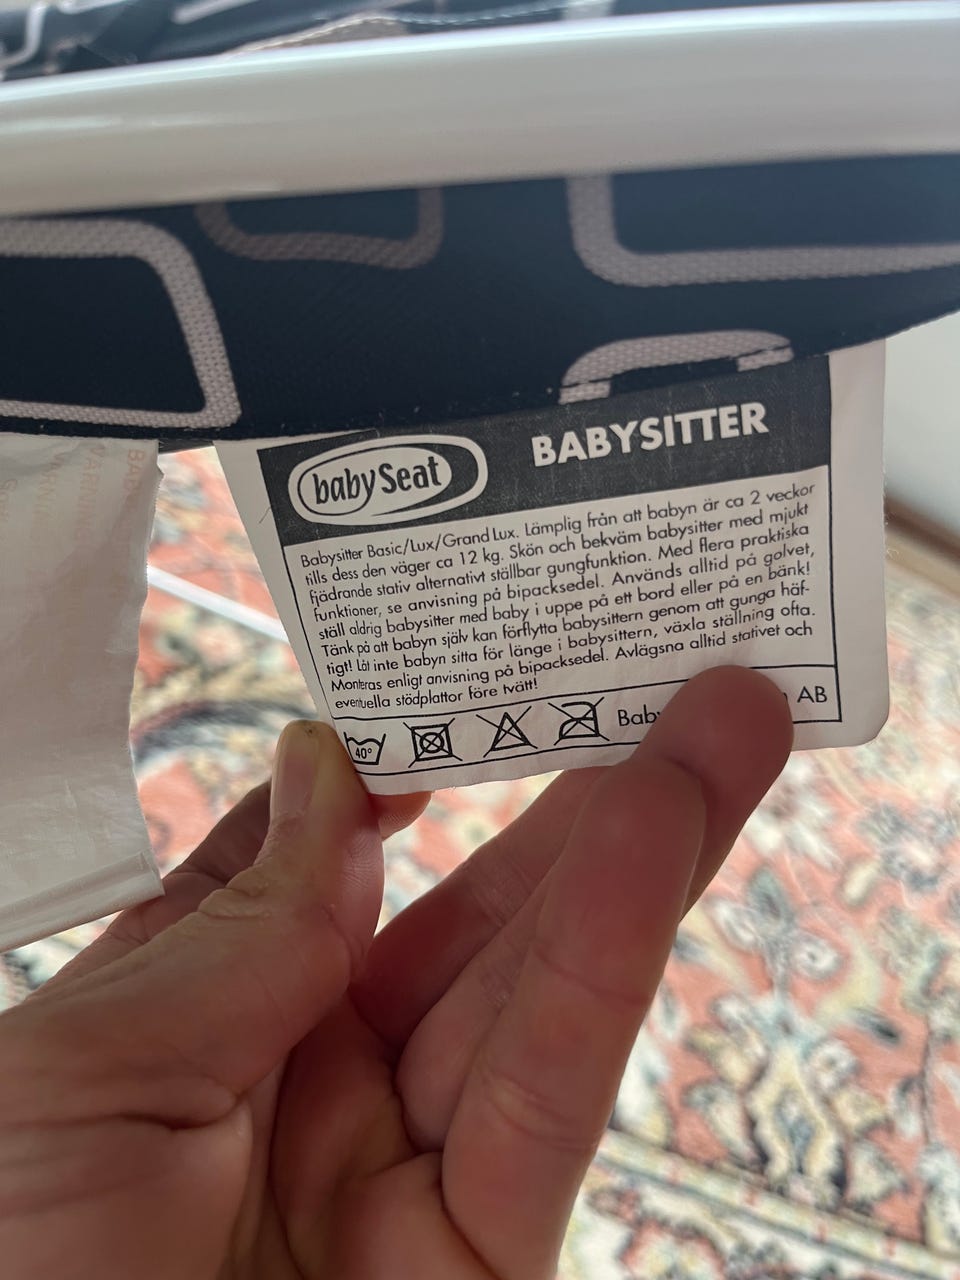 babySeat
BABYSITTER
Babysitter Basic/Lux/Grand Lux. Lämplig från att babyn är ca 2 veckor
tills dess den väger ca 12 kg. Skön och bekväm babysitter med mjukt
fjädrande stativ alternativt ställbar gungfunktion. Med flera praktiska
funktioner, se anvisning på bipacksedel. Används alltid på golvet,
ställ aldrig babysitter med baby i uppe på ett bord eller på en bänk!
Tänk på att babyn själv kan förflytta babysittern genom att gunga häf-
tigt! Låt inte babyn sitta för länge i babysittern, växla ställning ofta.
Monteras enligt anvisning på bipacksedel. Avlägsna alltid stativet och
eventuella stödplattor före tvätt!
40° AB